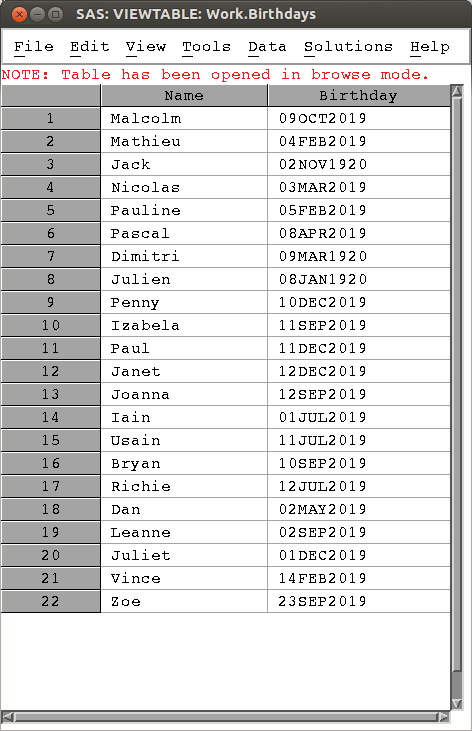 SAS: VIEWTABLE: Work.Birthdays
File Edit View Tools Data Solutions Help
NOTE: Table has been opened in browse mode.
Name Birthday
1 Malcolm 09OCT2019
2 Mathieu 04FEB2019
3 Jack 02NOV1920
4 Nicolas 03MAR2019
5 Pauline 05FEB2019
6 Pascal 08APR2019
7 Dimitri 09MAR1920
8 Julien 08JAN1920
9 Penny 10DEC2019
10 Izabela 11SEP2019
11 Paul 11DEC2019
12 Janet 12DEC2019
13 Joanna 12SEP2019
14 Iain 01JUL2019
15 Usain 11JUL2019
16 Bryan 10SEP2019
17 Richie 12JUL2019
18 Dan 02MAY2019
19 Leanne 02SEP2019
20 Juliet 01DEC2019
21 Vince 14FEB2019
22 Zoe 23SEP2019